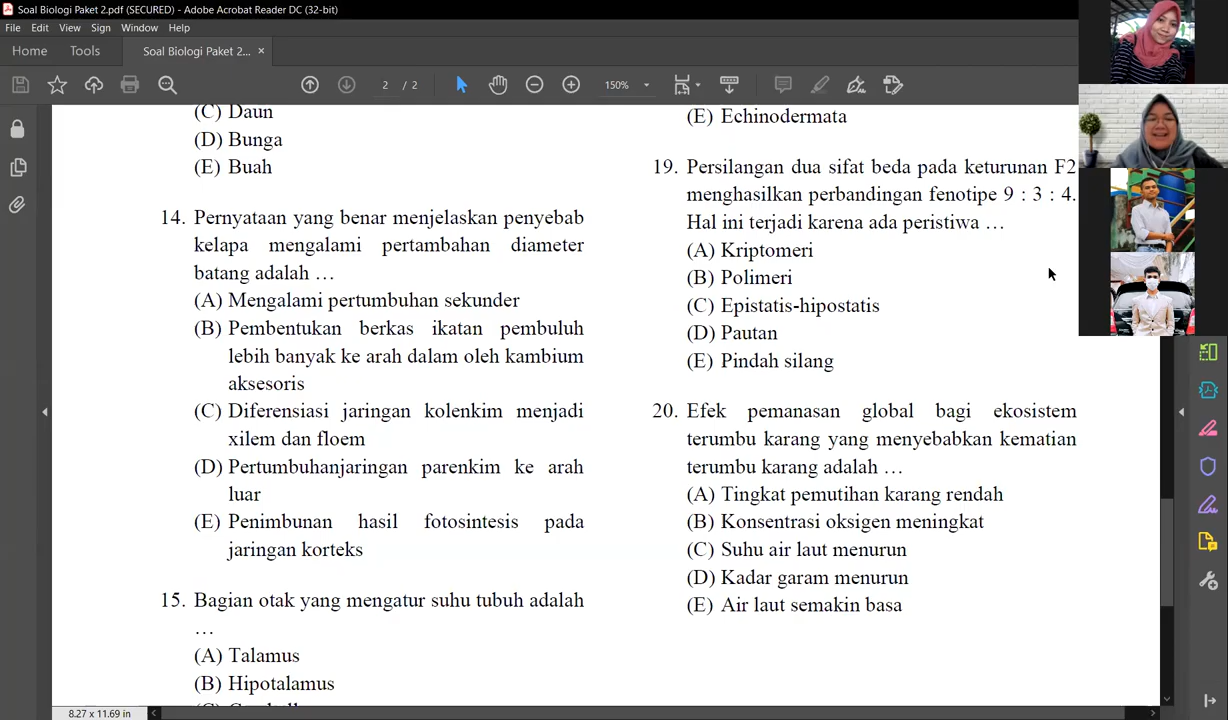 Soal Biologi Paket 2.pdf (SECURED) - Adobe Acrobat Reader DC (32-bit)
File Edit View Sign Window Help
Home Tools Soal Biologi Paket 2... ×
2 / 2 150%
(C) Daun
(D) Bunga
(E) Buah
14. Pernyataan yang benar menjelaskan penyebab
kelapa mengalami pertambahan diameter
batang adalah …
(A) Mengalami pertumbuhan sekunder
(B) Pembentukan berkas ikatan pembuluh
lebih banyak ke arah dalam oleh kambium
aksesoris
(C) Diferensiasi jaringan kolenkim menjadi
xilem dan floem
(D) Pertumbuhanjaringan parenkim ke arah
luar
(E) Penimbunan hasil fotosintesis pada
jaringan korteks
15. Bagian otak yang mengatur suhu tubuh adalah
…
(A) Talamus
(B) Hipotalamus
(E) Echinodermata
19. Persilangan dua sifat beda pada keturunan F2
menghasilkan perbandingan fenotipe 9 : 3 : 4.
Hal ini terjadi karena ada peristiwa …
(A) Kriptomeri
(B) Polimeri
(C) Epistatis-hipostatis
(D) Pautan
(E) Pindah silang
20. Efek pemanasan global bagi ekosistem
terumbu karang yang menyebabkan kematian
terumbu karang adalah …
(A) Tingkat pemutihan karang rendah
(B) Konsentrasi oksigen meningkat
(C) Suhu air laut menurun
(D) Kadar garam menurun
(E) Air laut semakin basa
8.27 x 11.69 in